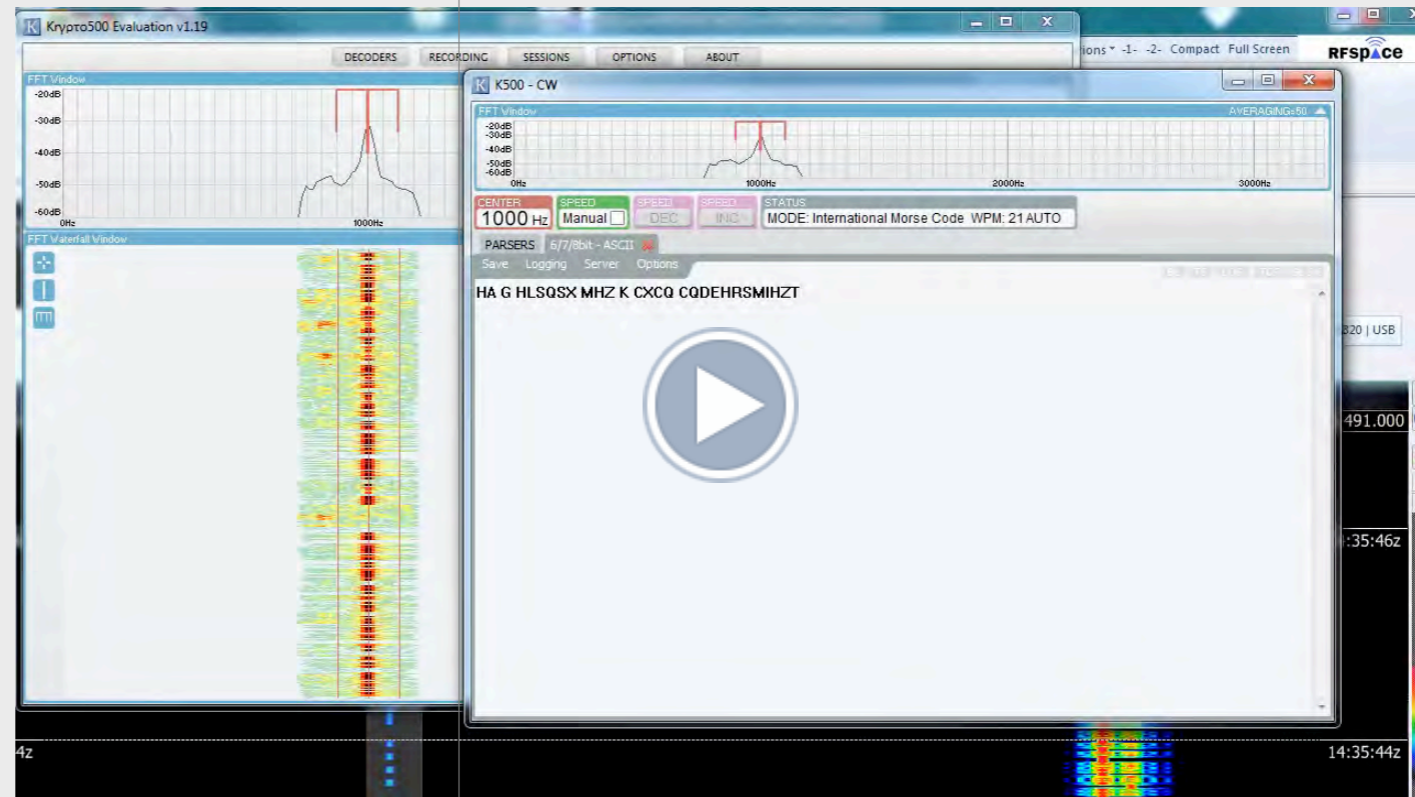 Krypto500 Evaluation v1.19
-1- -2- Compact Full Screen
RFSPACE
DECODERS RECORDING SESSIONS OPTIONS ABOUT
FFT Window
-20dB
-30dB
-40dB
-50dB
-60dB
0Hz 1000Hz
FFT Waterfall Window
K500 - CW
FFT Window AVERAGING:50
-20dB
-30dB
-40dB
-50dB
-60dB
0Hz 1000Hz 2000Hz 3000Hz
CENTER SPEED SPEED SPEED STATUS
1000 Hz Manual DEC INC MODE: International Morse Code WPM: 21 AUTO
PARSERS 6/7/8bit - ASCII
Save Logging Server Options
HA G HLSQSX MHZ K CXCQ CQDEHRSMIHZT
320 | USB
491.000
:35:46z
4z 14:35:44z